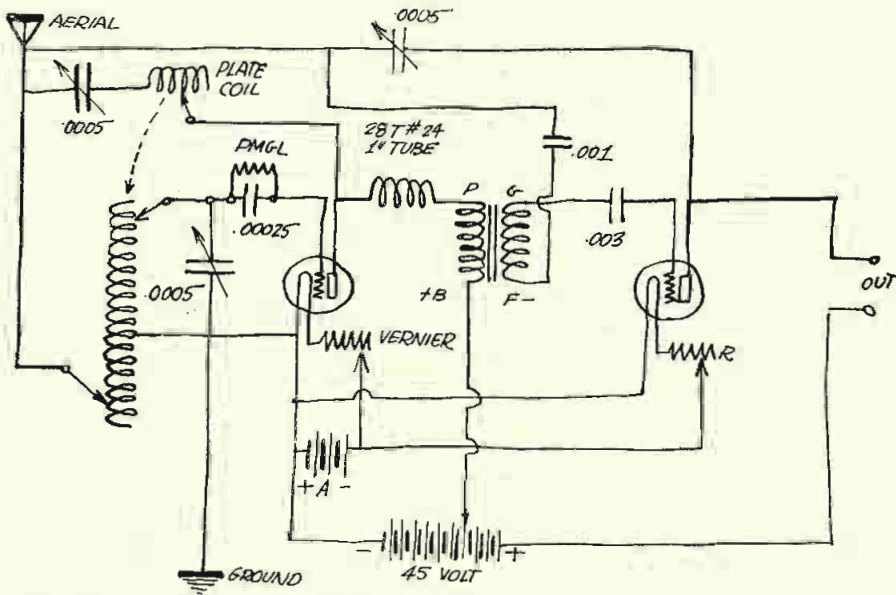 AERIAL
.0005
.0005
PLATE
COIL
28T #24
1" TUBE
.001
PMGL
.00025
P G
.003
.0005
+B F-
OUT
VERNIER
R
+ A -
- +
45 VOLT
GROUND